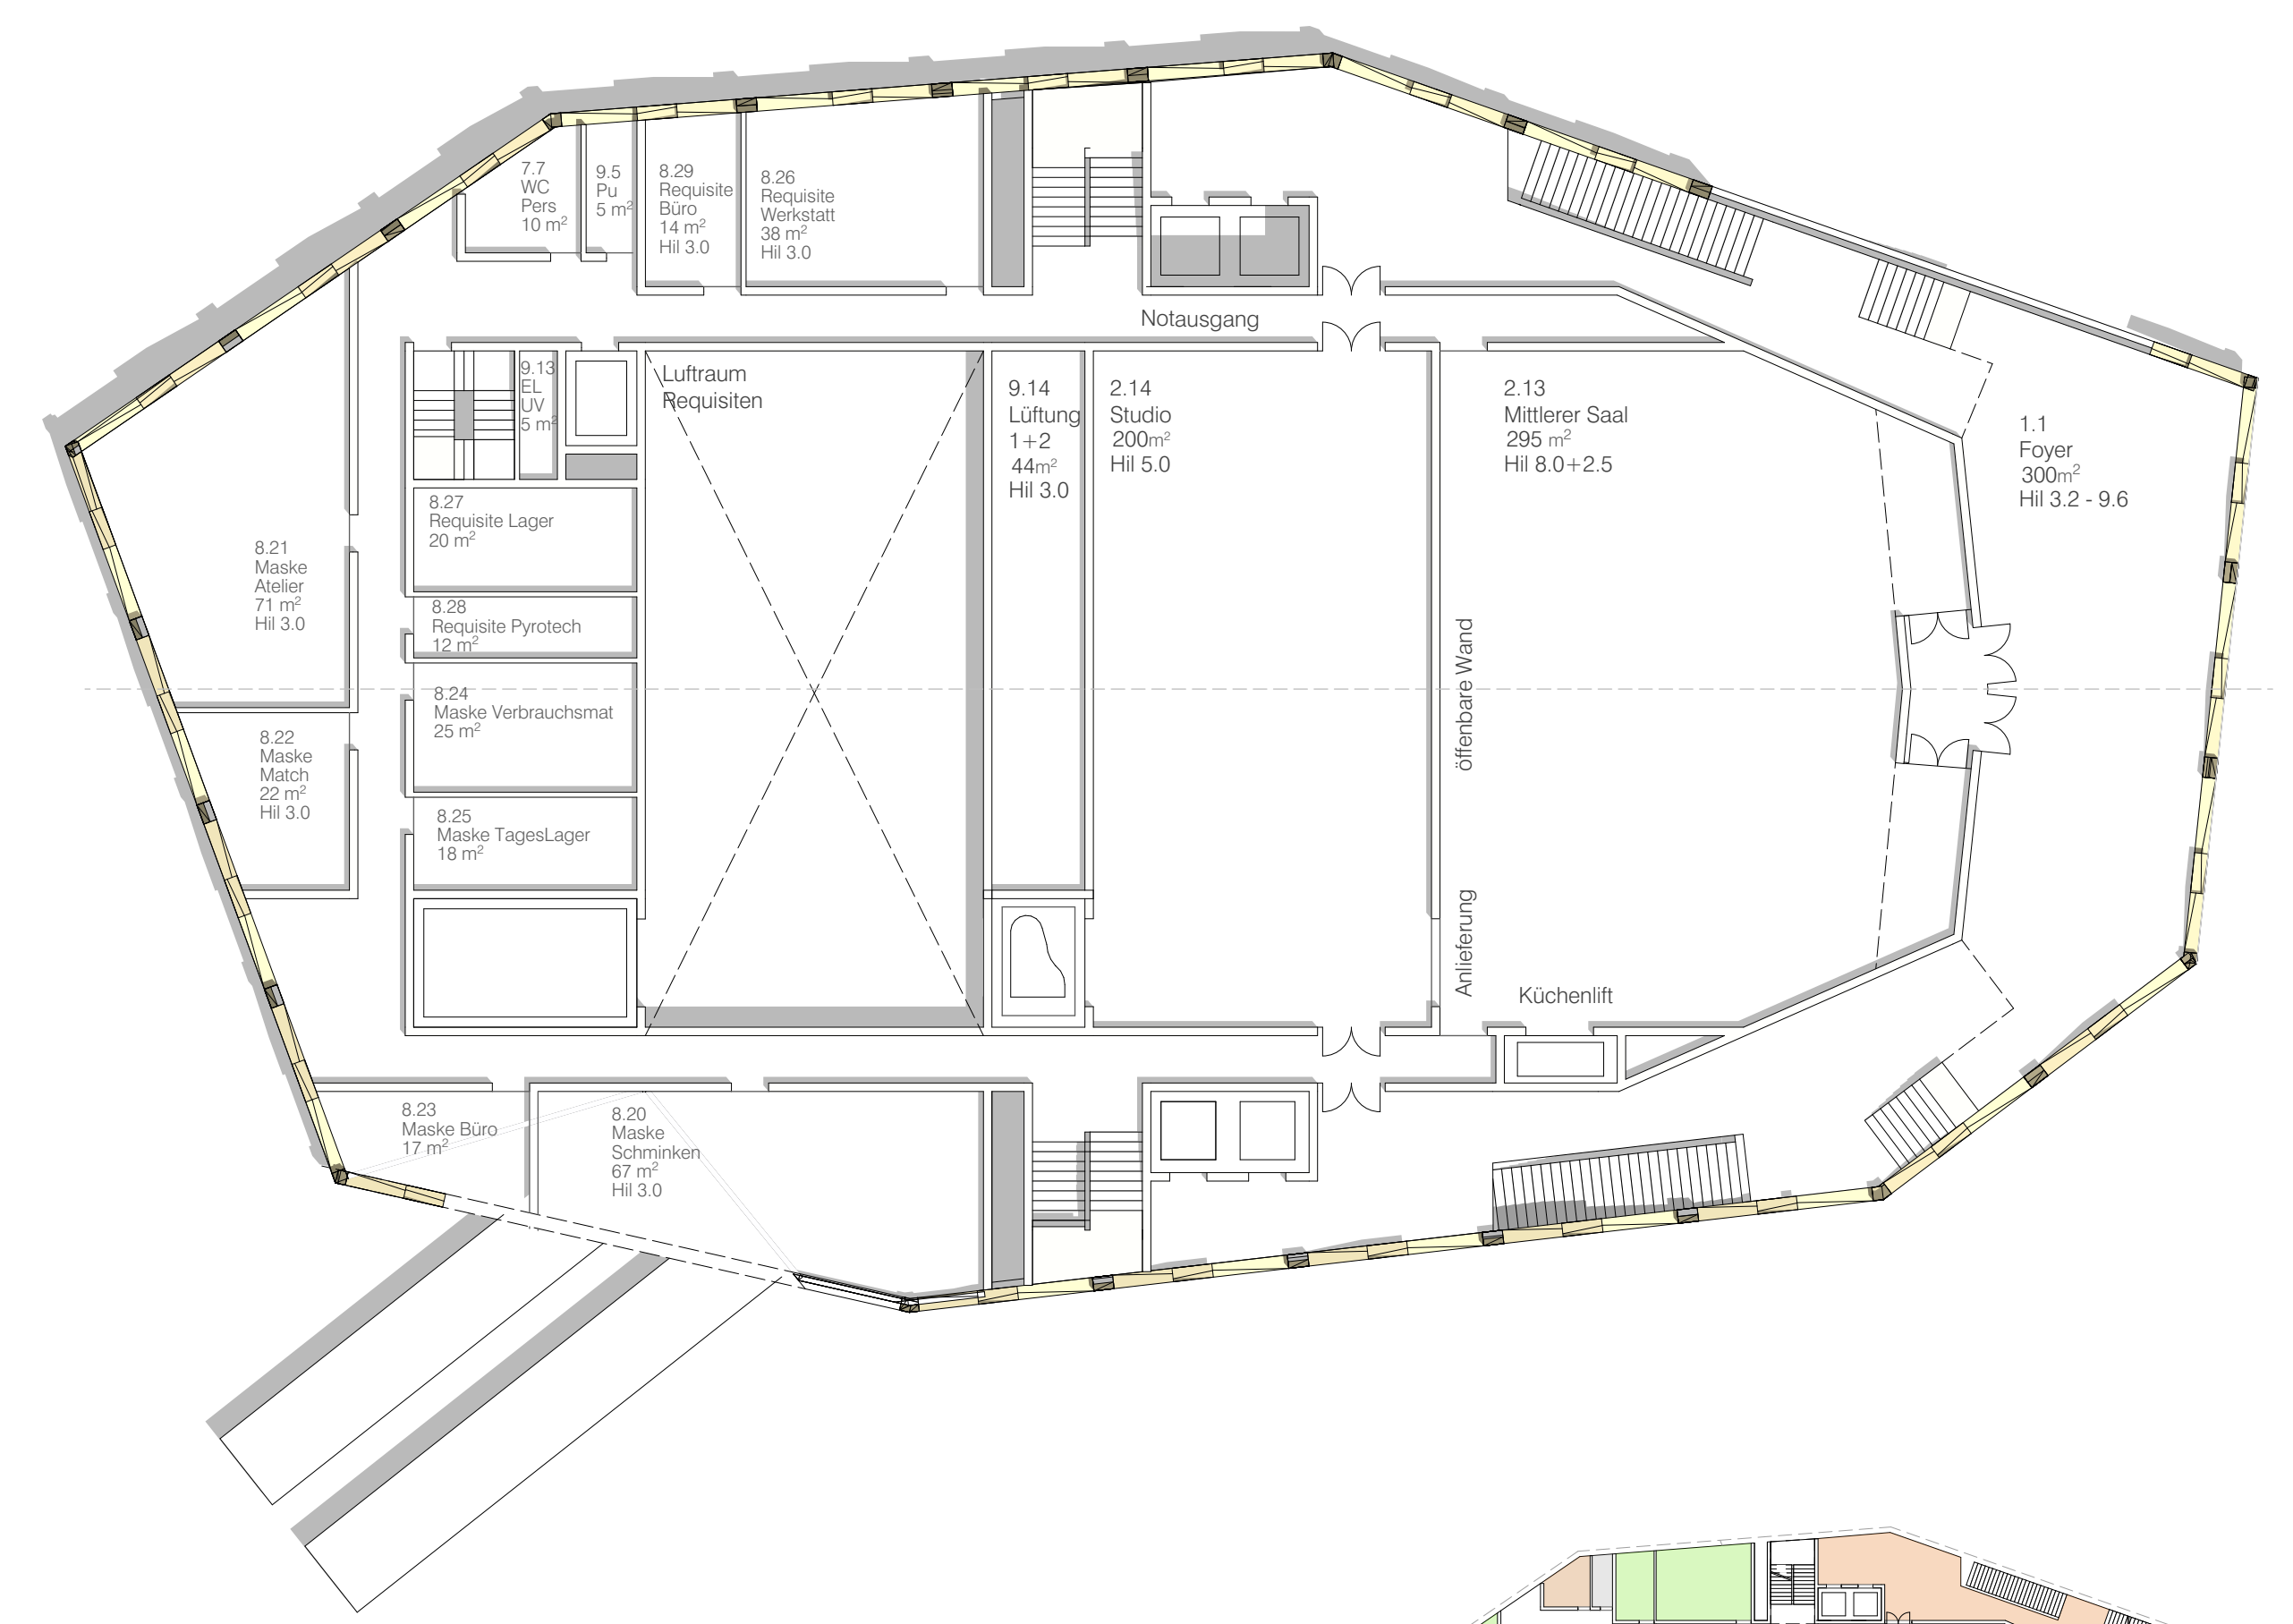 7.7
WC
Pers
10 m²
9.5
Pu
5 m²
8.29
Requisite
Büro
14 m²
Hil 3.0
8.26
Requisite
Werkstatt
38 m²
Hil 3.0
Notausgang
9.13
EL
UV
5 m²
Luftraum
Requisiten
9.14
Lüftung
1+2
44m²
Hil 3.0
2.14
Studio
200m²
Hil 5.0
2.13
Mittlerer Saal
295 m²
Hil 8.0+2.5
1.1
Foyer
300m²
Hil 3.2 - 9.6
8.27
Requisite Lager
20 m²
8.21
Maske
Atelier
71 m²
Hil 3.0
8.28
Requisite Pyrotech
12 m²
öffenbare Wand
8.24
Maske Verbrauchsmat
25 m²
8.22
Maske
Match
22 m²
Hil 3.0
8.25
Maske TagesLager
18 m²
Anlieferung
Küchenlift
8.23
Maske Büro
17 m²
8.20
Maske
Schminken
67 m²
Hil 3.0